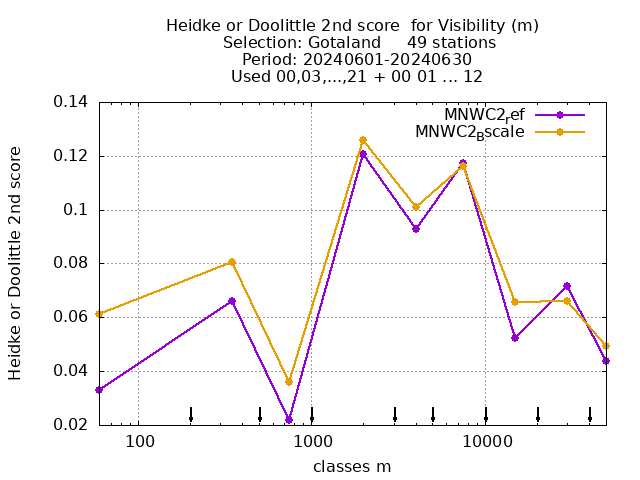 Heidke or Doolittle 2nd score  for Visibility (m)
Selection: Gotaland     49 stations
Period: 20240601-20240630
Used 00,03,...,21 + 00 01 ... 12
MNWC2ref
MNWC2Bscale
0.14
0.12
0.1
0.08
0.06
0.04
0.02
Heidke or Doolittle 2nd score
100
1000
10000
classes m